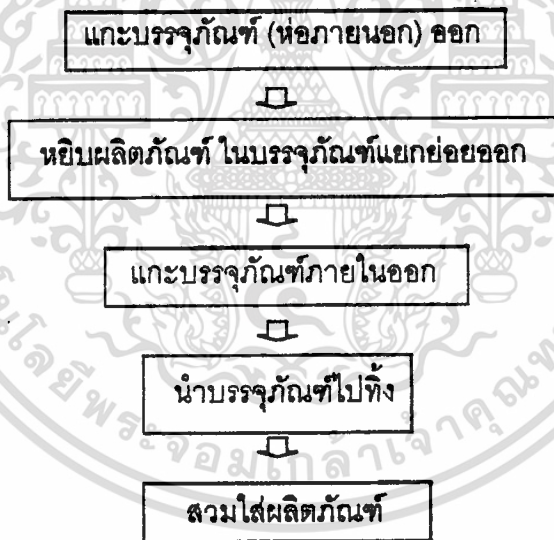 แกะบรรจุภัณฑ์ (ห่อภายนอก) ออก
หยิบผลิตภัณฑ์ ในบรรจุภัณฑ์แยกย่อยออก
แกะบรรจุภัณฑ์ภายในออก
นำบรรจุภัณฑ์ไปทิ้ง
สวมใส่ผลิตภัณฑ์